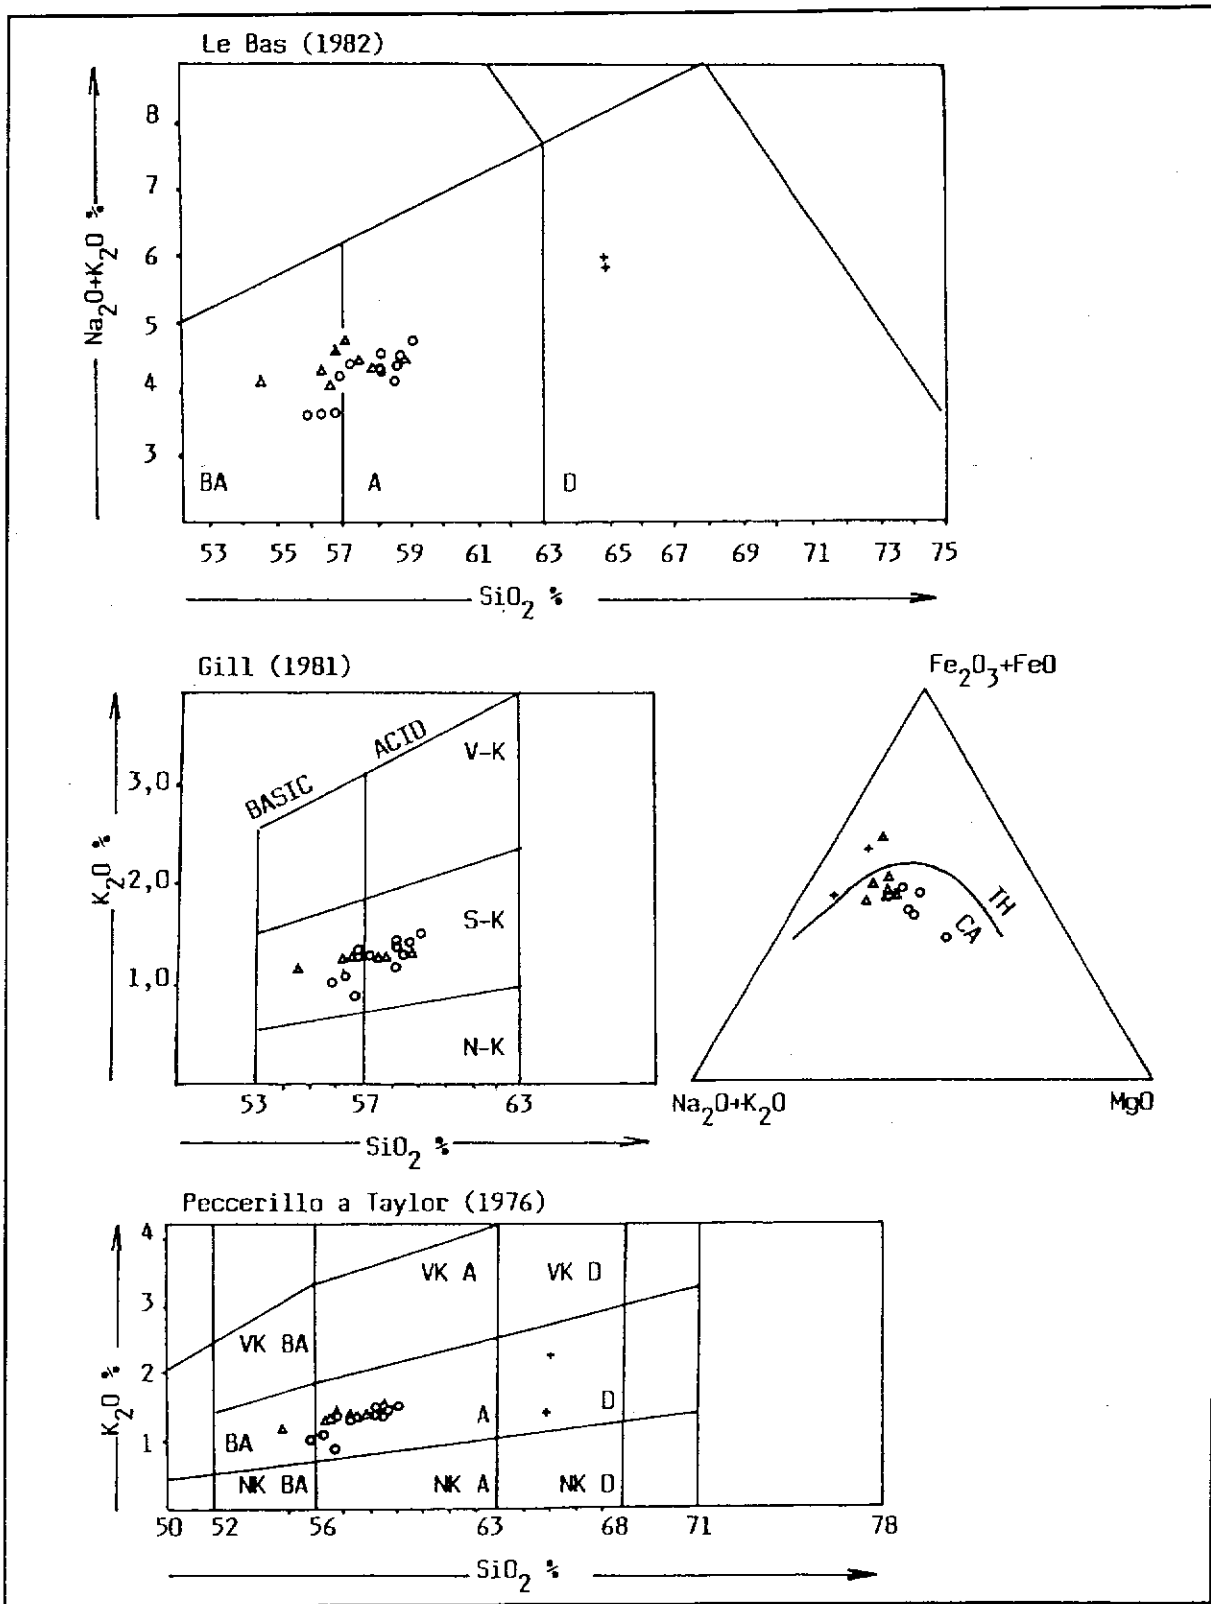 Le Bas (1982)
Na₂O+K₂O %
8
7
6
5
4
3
BA A D
53 55 57 59 61 63 65 67 69 71 73 75
SiO₂ %
Gill (1981)
K₂O %
3,0
2,0
1,0
BASIC ACID
V-K
S-K
N-K
53 57 63
SiO₂ %
Fe₂O₃+FeO
TH
CA
Na₂O+K₂O MgO
Peccerillo a Taylor (1976)
K₂O %
4
3
2
1
VK A VK D
VK BA
BA A D
NK BA NK A NK D
50 52 56 63 68 71 78
SiO₂ %